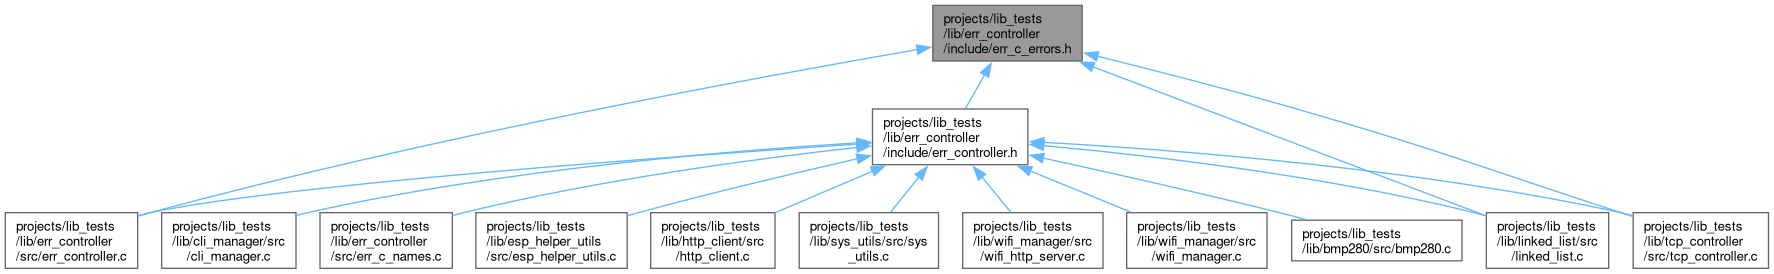 projects/lib_tests
/lib/err_controller
/include/err_c_errors.h
projects/lib_tests
/lib/err_controller
/include/err_controller.h
projects/lib_tests
/lib/err_controller
/src/err_controller.c
projects/lib_tests
/lib/cli_manager/src
/cli_manager.c
projects/lib_tests
/lib/err_controller
/src/err_c_names.c
projects/lib_tests
/lib/esp_helper_utils
/src/esp_helper_utils.c
projects/lib_tests
/lib/http_client/src
/http_client.c
projects/lib_tests
/lib/sys_utils/src/sys
_utils.c
projects/lib_tests
/lib/wifi_manager/src
/wifi_http_server.c
projects/lib_tests
/lib/wifi_manager/src
/wifi_manager.c
projects/lib_tests
/lib/bmp280/src/bmp280.c
projects/lib_tests
/lib/linked_list/src
/linked_list.c
projects/lib_tests
/lib/tcp_controller
/src/tcp_controller.c